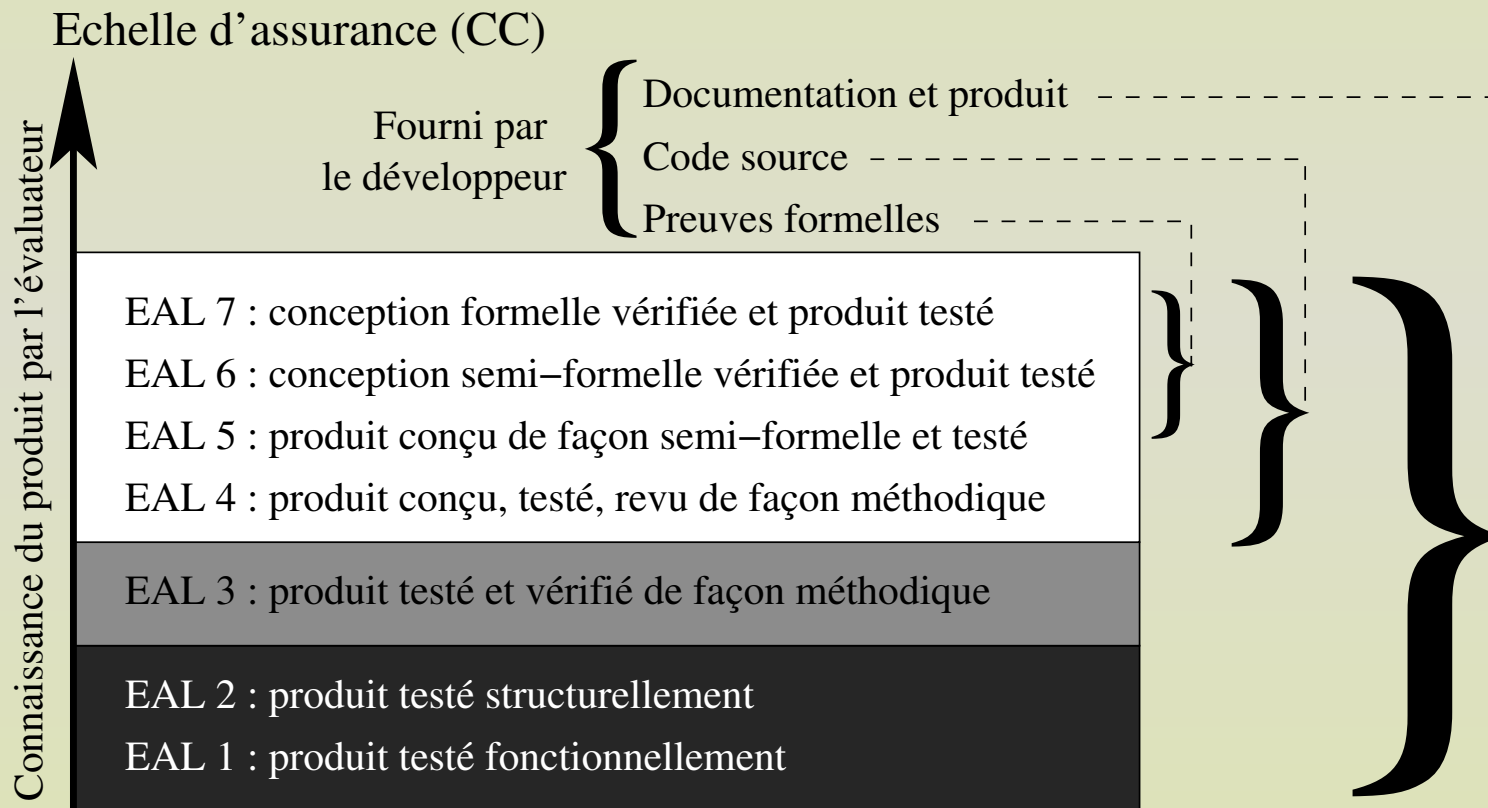 Echelle d’assurance (CC)
Connaissance du produit par l’évaluateur
Fourni par
le développeur
Documentation et produit
Code source
Preuves formelles
EAL 7 : conception formelle vérifiée et produit testé
EAL 6 : conception semi−formelle vérifiée et produit testé
EAL 5 : produit conçu de façon semi−formelle et testé
EAL 4 : produit conçu, testé, revu de façon méthodique
EAL 3 : produit testé et vérifié de façon méthodique
EAL 2 : produit testé structurellement
EAL 1 : produit testé fonctionnellement